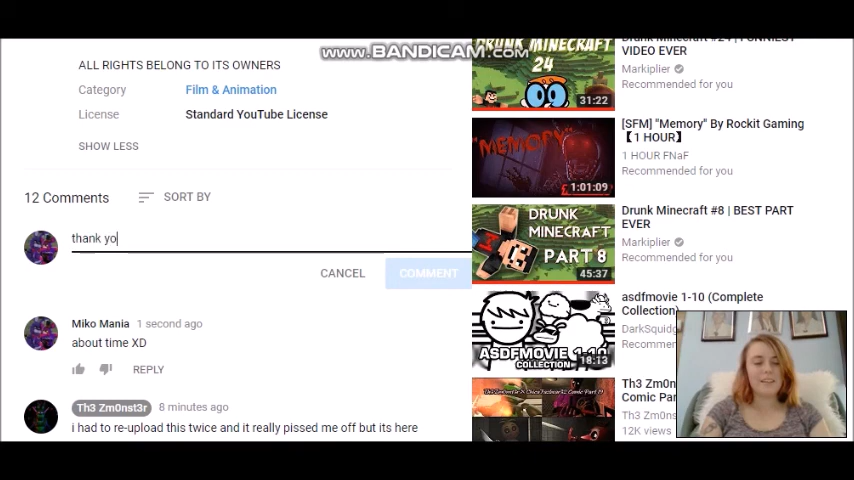 www.BANDICAM.com
ALL RIGHTS BELONG TO ITS OWNERS
Category Film & Animation
License Standard YouTube License
SHOW LESS
12 Comments SORT BY
thank yo
CANCEL COMMENT
Miko Mania 1 second ago
about time XD
REPLY
Th3 Zm0nst3r 8 minutes ago
i had to re-upload this twice and it really pissed me off but its here
DRUNK MINECRAFT
24
31:22
Drunk Minecraft #24 | FUNNIEST
VIDEO EVER
Markiplier
Recommended for you
"MEMORY"
1:01:09
[SFM] "Memory" By Rockit Gaming
【1 HOUR】
1 HOUR FNaF
Recommended for you
DRUNK
MINECRAFT
PART 8
45:37
Drunk Minecraft #8 | BEST PART
EVER
Markiplier
Recommended for you
ASDFMOVIE 1-10
COLLECTION
18:13
asdfmovie 1-10 (Complete
Collection)
DarkSquidg
Recommen
Th3 Zm0n
Comic Par
Th3 Zm0ns
12K views